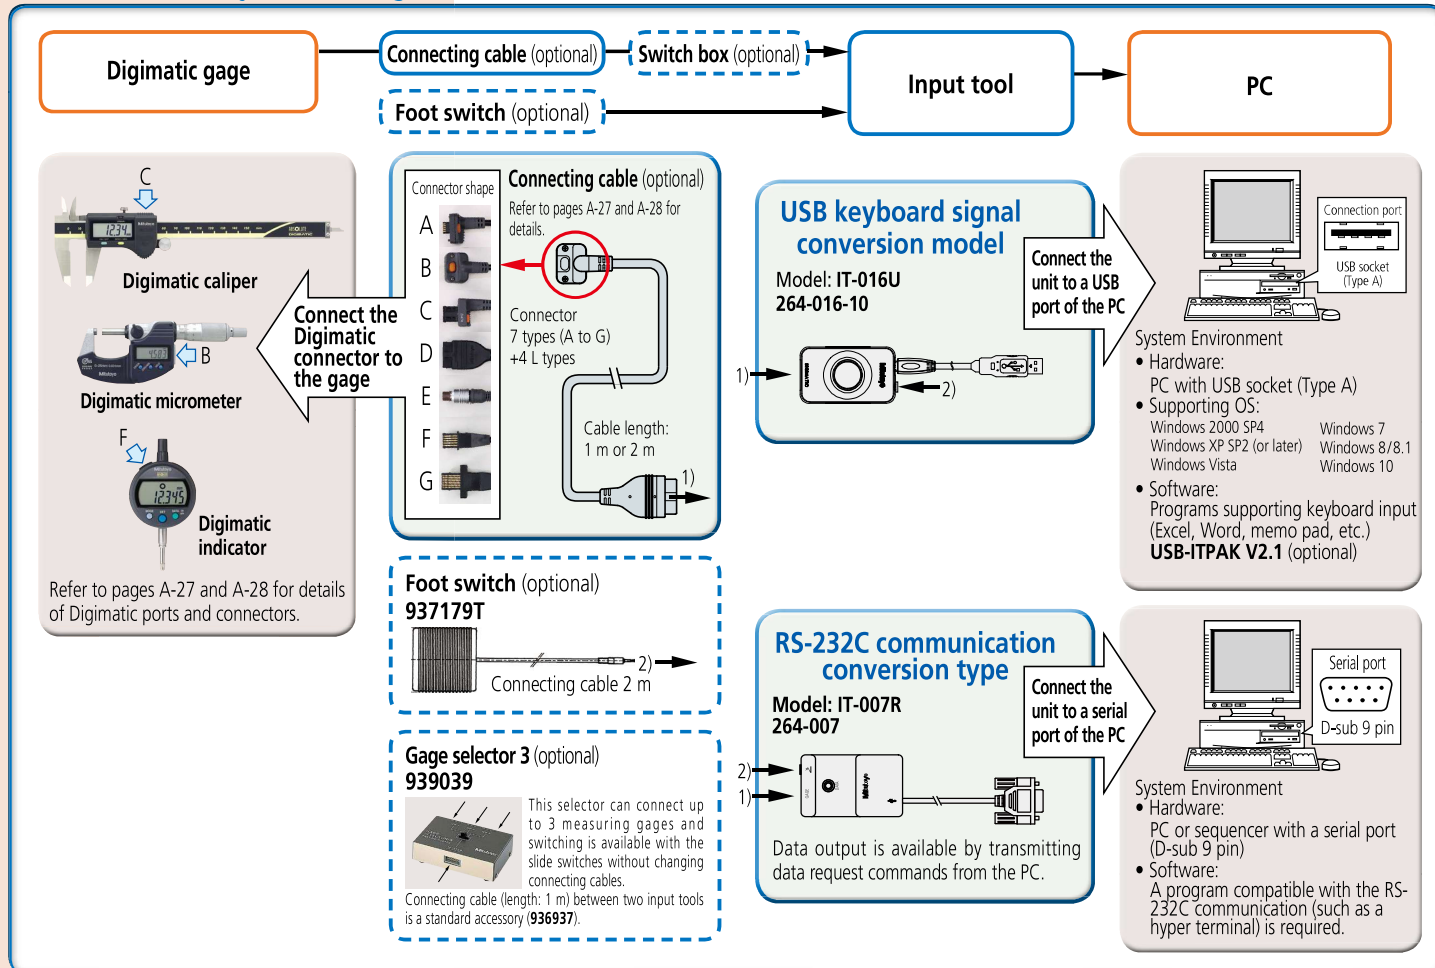 Digimatic gage
Connecting cable (optional)
Switch box (optional)
Foot switch (optional)
Input tool
PC
C
12.34
Mitutoyo
Digimatic caliper
B
Digimatic micrometer
F
12.345
Digimatic
indicator
Refer to pages A-27 and A-28 for details
of Digimatic ports and connectors.
Connect the
Digimatic
connector to
the gage
Connector shape
A
B
C
D
E
F
G
Connecting cable (optional)
Refer to pages A-27 and A-28 for
details.
Connector
7 types (A to G)
+4 L types
Cable length:
1 m or 2 m
1)
Foot switch (optional)
937179T
2)
Connecting cable 2 m
Gage selector 3 (optional)
939039
This selector can connect up
to 3 measuring gages and
switching is available with the
slide switches without changing
connecting cables.
Connecting cable (length: 1 m) between two input tools
is a standard accessory (936937).
USB keyboard signal
conversion model
Model: IT-016U
264-016-10
1)
Mitutoyo
2)
Connect the
unit to a USB
port of the PC
Connection port
USB socket
(Type A)
System Environment
• Hardware:
PC with USB socket (Type A)
• Supporting OS:
Windows 2000 SP4
Windows 7
Windows XP SP2 (or later)
Windows 8/8.1
Windows Vista
Windows 10
• Software:
Programs supporting keyboard input
(Excel, Word, memo pad, etc.)
USB-ITPAK V2.1 (optional)
RS-232C communication
conversion type
Model: IT-007R
264-007
2)
1)
Mitutoyo
Data output is available by transmitting
data request commands from the PC.
Connect the
unit to a serial
port of the PC
Serial port
D-sub 9 pin
System Environment
• Hardware:
PC or sequencer with a serial port
(D-sub 9 pin)
• Software:
A program compatible with the RS-
232C communication (such as a
hyper terminal) is required.